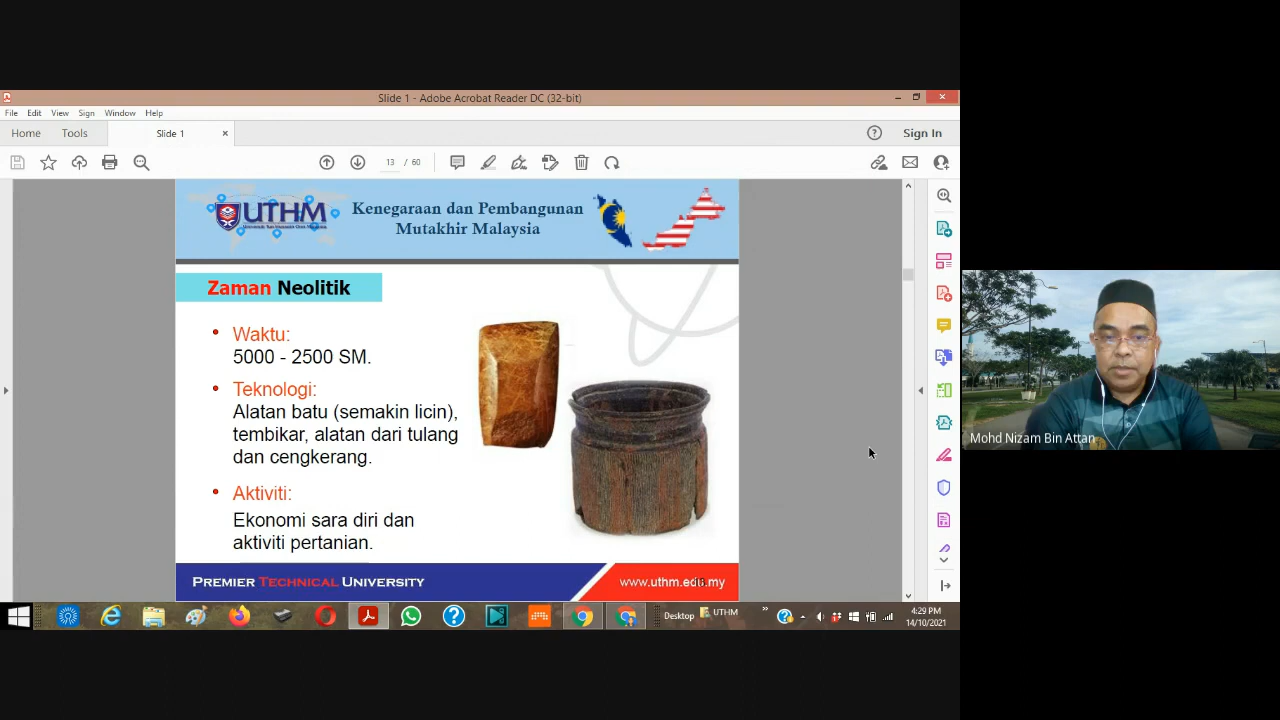 Slide 1 - Adobe Acrobat Reader DC (32-bit)
File Edit View Sign Window Help
Home Tools Slide 1 Sign In
13 / 60
UTHM
Kenegaraan dan Pembangunan
Mutakhir Malaysia
Zaman Neolitik
Waktu:
5000 - 2500 SM.
Teknologi:
Alatan batu (semakin licin),
tembikar, alatan dari tulang
dan cengkerang.
Aktiviti:
Ekonomi sara diri dan
aktiviti pertanian.
PREMIER TECHNICAL UNIVERSITY
www.uthm.edu.my
Mohd Nizam Bin Attan
Desktop UTHM
4:29 PM
14/10/2021